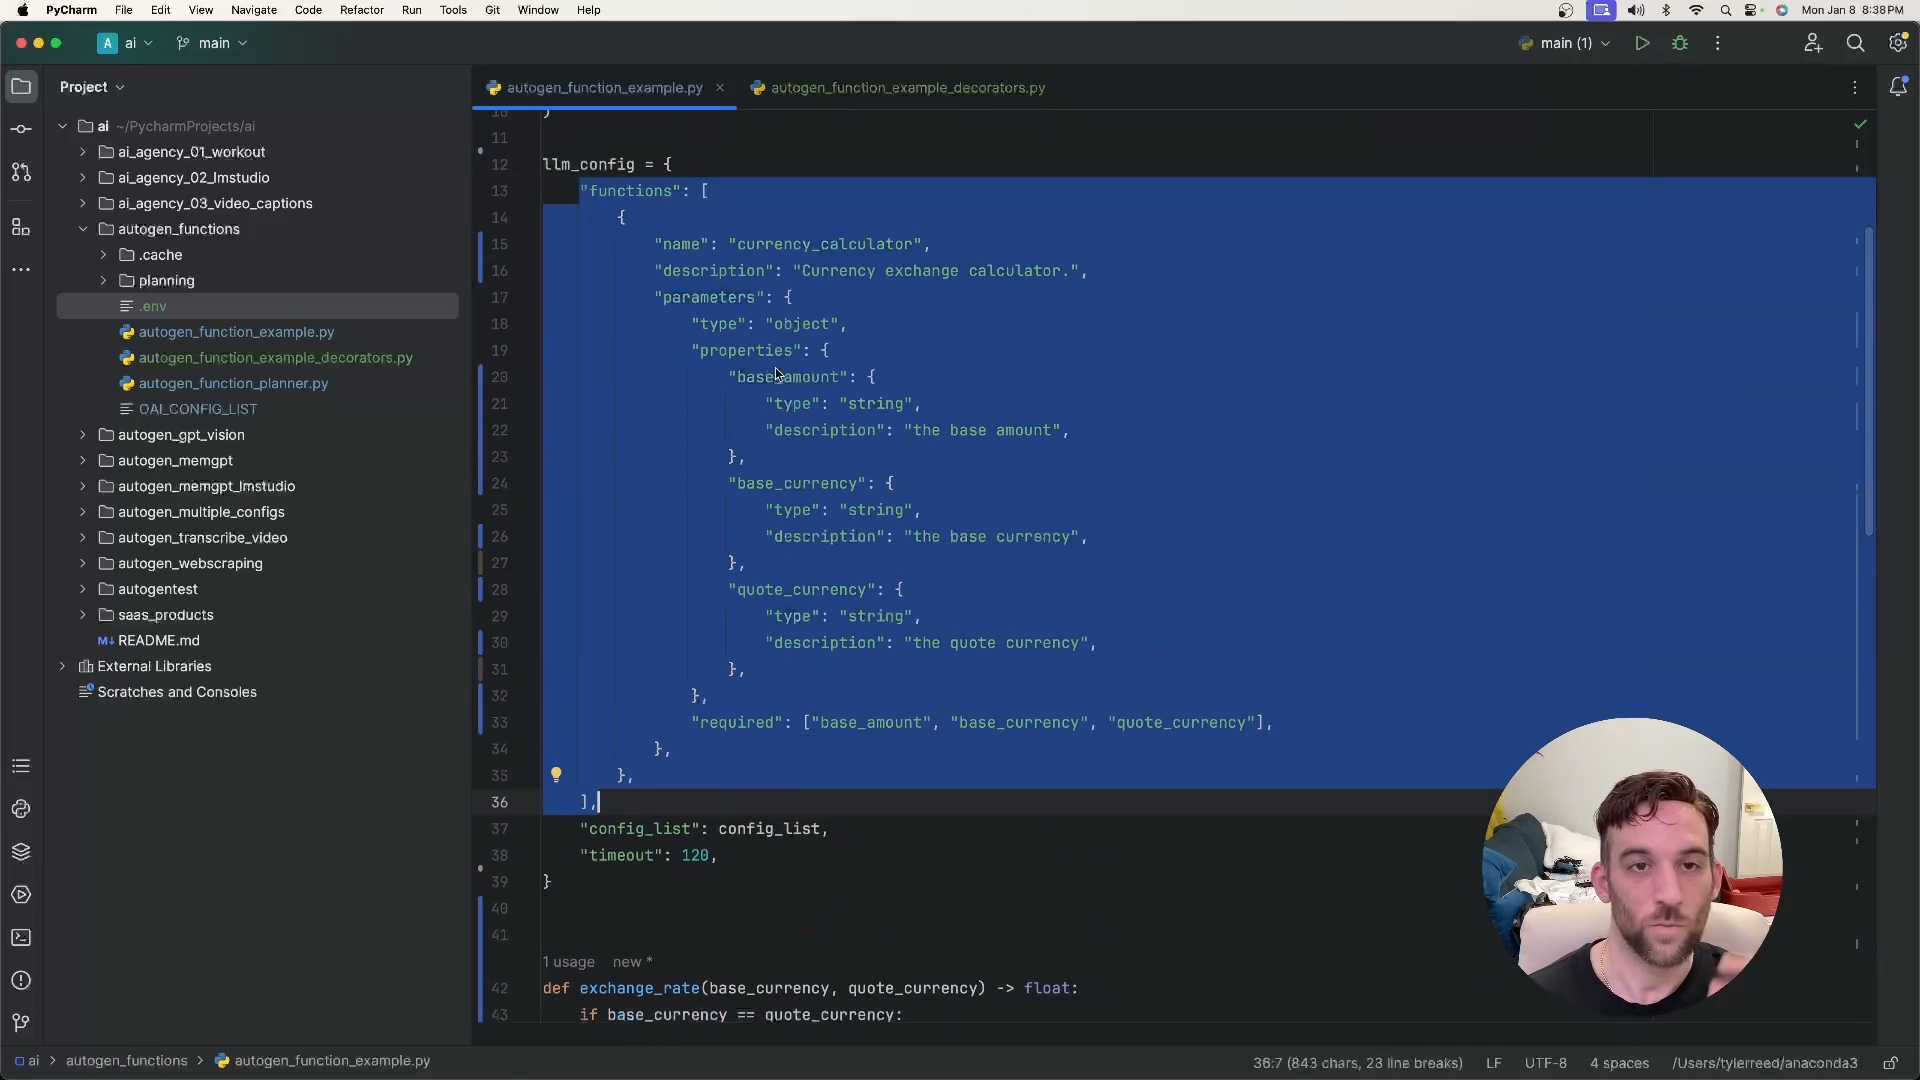 PyCharm File Edit View Navigate Code Refactor Run Tools Git Window Help Mon Jan 8 8:38 PM
A ai main main (1)
Project
autogen_function_example.py autogen_function_example_decorators.py
ai ~/PycharmProjects/ai
ai_agency_01_workout
ai_agency_02_lmstudio
ai_agency_03_video_captions
autogen_functions
.cache
planning
.env
autogen_function_example.py
autogen_function_example_decorators.py
autogen_function_planner.py
OAI_CONFIG_LIST
autogen_gpt_vision
autogen_memgpt
autogen_memgpt_lmstudio
autogen_multiple_configs
autogen_transcribe_video
autogen_webscraping
autogentest
saas_products
M↓ README.md
External Libraries
Scratches and Consoles
10 )
11
12 llm_config = {
13 "functions": [
14 {
15 "name": "currency_calculator",
16 "description": "Currency exchange calculator.",
17 "parameters": {
18 "type": "object",
19 "properties": {
20 "base_amount": {
21 "type": "string",
22 "description": "the base amount",
23 },
24 "base_currency": {
25 "type": "string",
26 "description": "the base currency",
27 },
28 "quote_currency": {
29 "type": "string",
30 "description": "the quote currency",
31 },
32 },
33 "required": ["base_amount", "base_currency", "quote_currency"],
34 },
35 },
36 ],
37 "config_list": config_list,
38 "timeout": 120,
39 }
40
41
1 usage new *
42 def exchange_rate(base_currency, quote_currency) -> float:
43 if base_currency == quote_currency:
ai > autogen_functions > autogen_function_example.py 36:7 (843 chars, 23 line breaks) LF UTF-8 4 spaces /Users/tylerreed/anaconda3